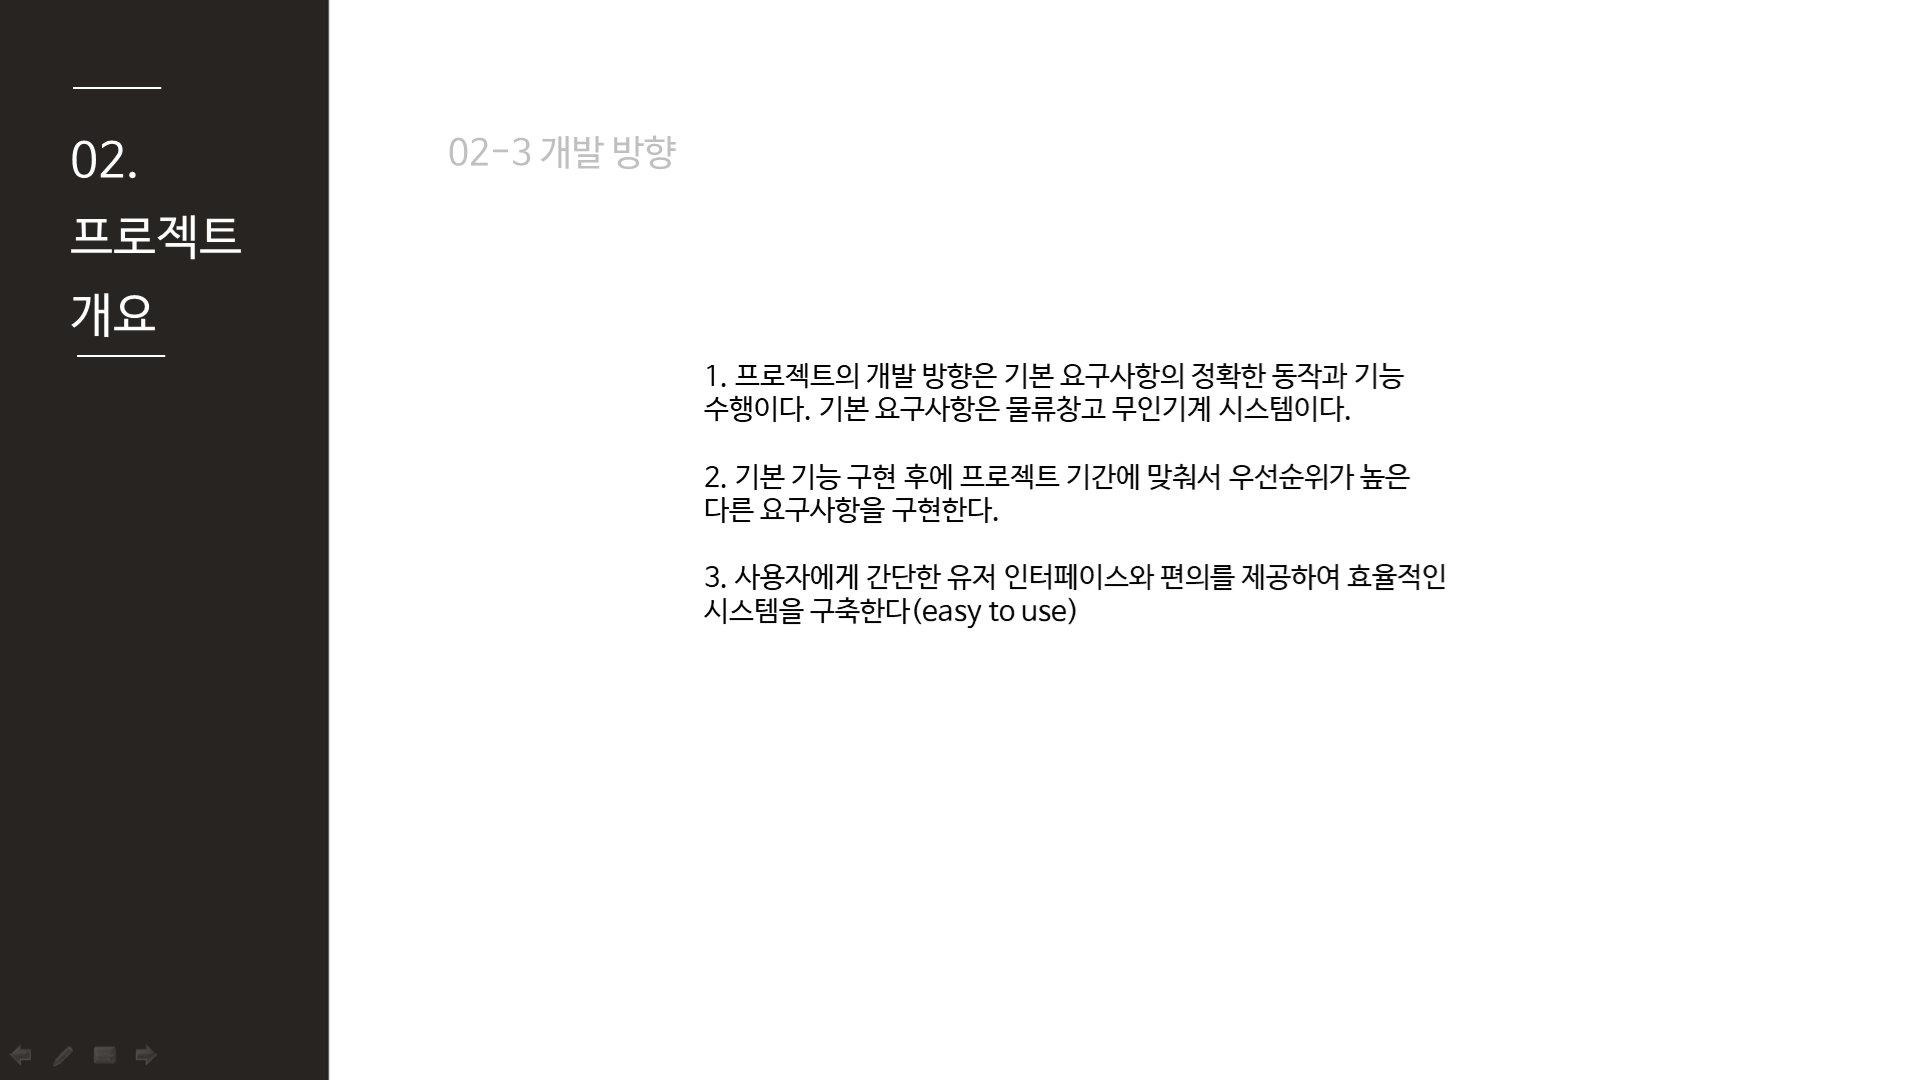 02.
프로젝트
개요
02-3 개발 방향
1. 프로젝트의 개발 방향은 기본 요구사항의 정확한 동작과 기능
수행이다. 기본 요구사항은 물류창고 무인기계 시스템이다.
2. 기본 기능 구현 후에 프로젝트 기간에 맞춰서 우선순위가 높은
다른 요구사항을 구현한다.
3. 사용자에게 간단한 유저 인터페이스와 편의를 제공하여 효율적인
시스템을 구축한다(easy to use)